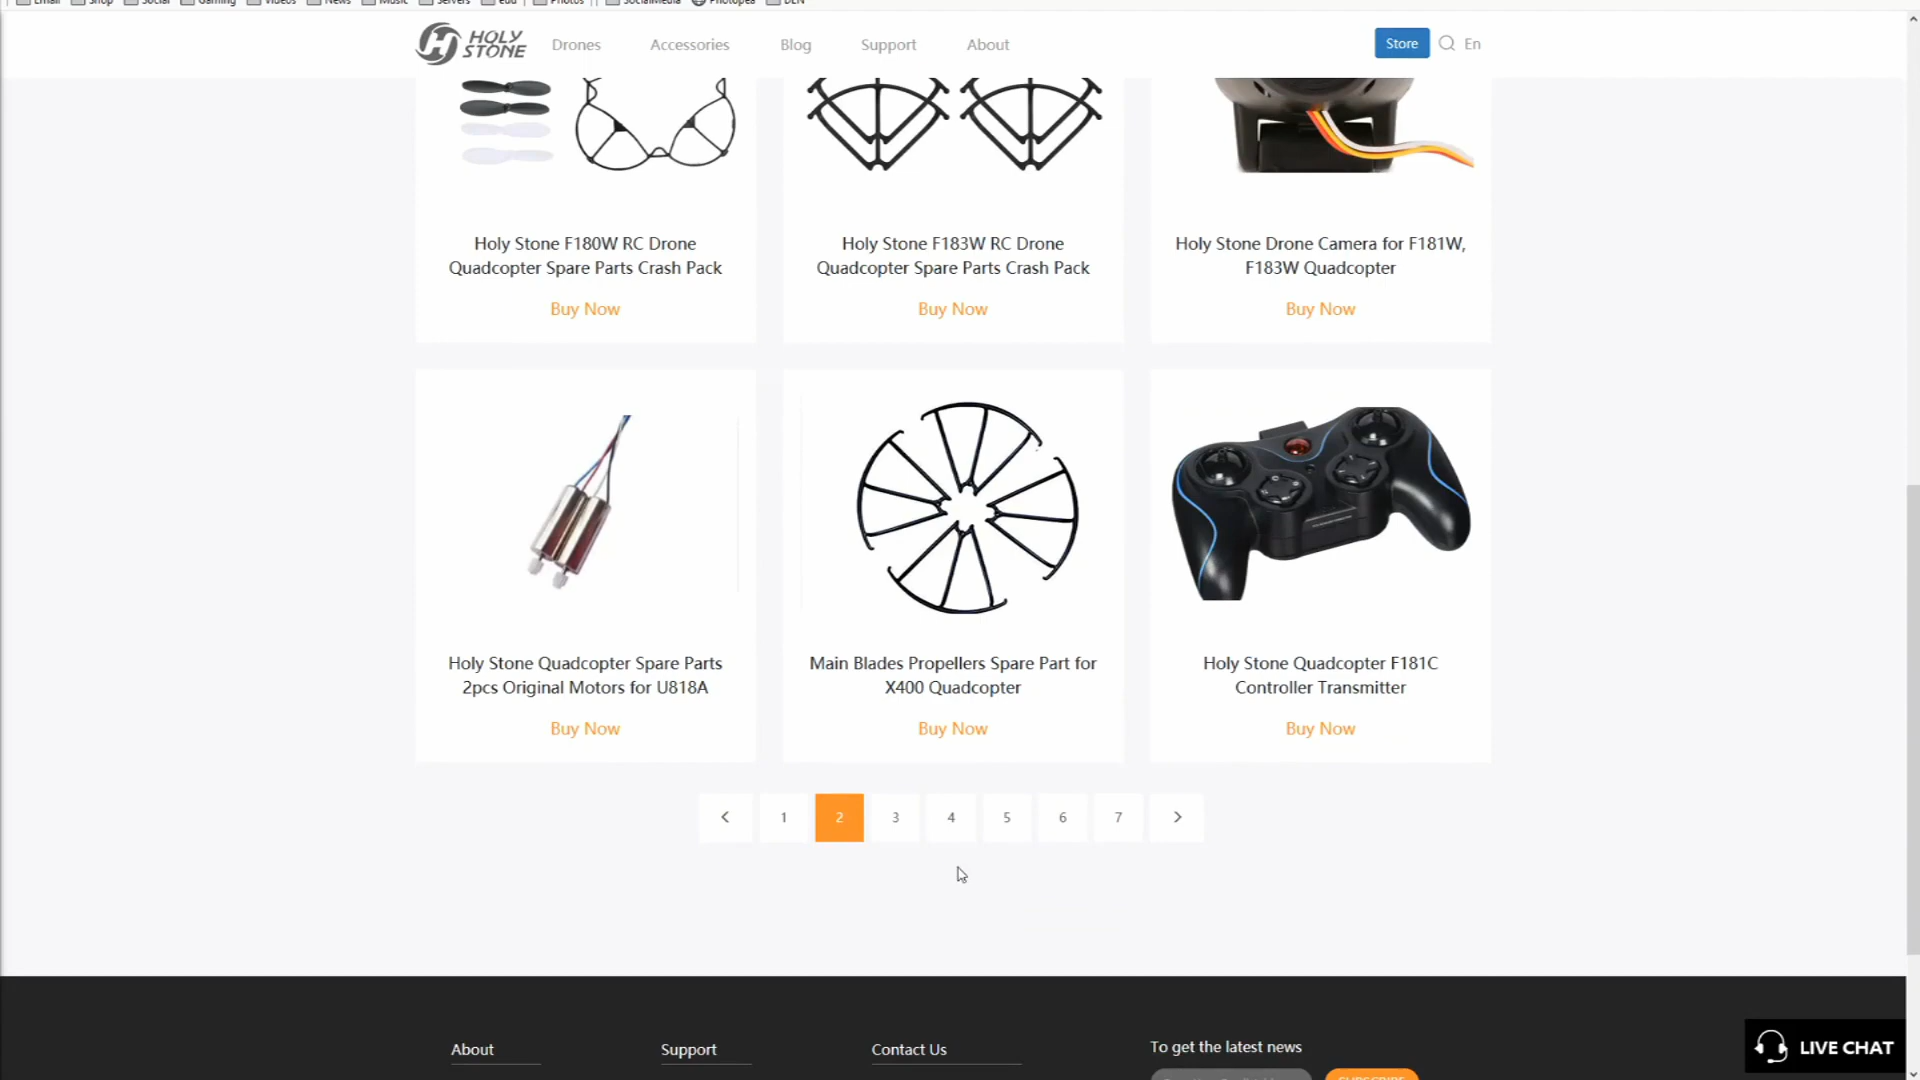 Email Shop Social Gaming Videos News Music Servers edu Photos SocialMedia Photopea DEN
HOLY STONE Drones Accessories Blog Support About Store En
Holy Stone F180W RC Drone
Quadcopter Spare Parts Crash Pack
Buy Now
Holy Stone F183W RC Drone
Quadcopter Spare Parts Crash Pack
Buy Now
Holy Stone Drone Camera for F181W,
F183W Quadcopter
Buy Now
Holy Stone Quadcopter Spare Parts
2pcs Original Motors for U818A
Buy Now
Main Blades Propellers Spare Part for
X400 Quadcopter
Buy Now
Holy Stone Quadcopter F181C
Controller Transmitter
Buy Now
1 2 3 4 5 6 7
About Support Contact Us To get the latest news
SUBSCRIBE
LIVE CHAT